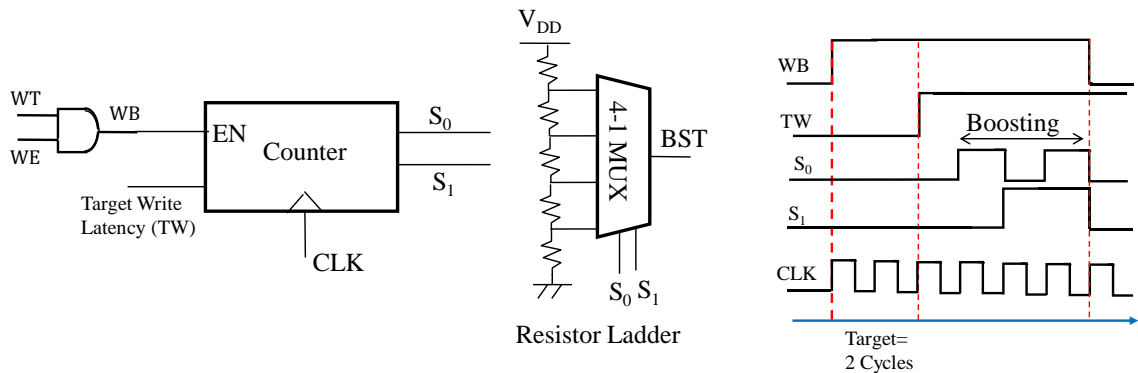 WT
WE
WB
EN
Counter
S0
S1
Target Write
Latency (TW)
CLK
VDD
4-1 MUX
BST
S0 S1
Resistor Ladder
WB
TW
Boosting
S0
S1
CLK
Target=
2 Cycles